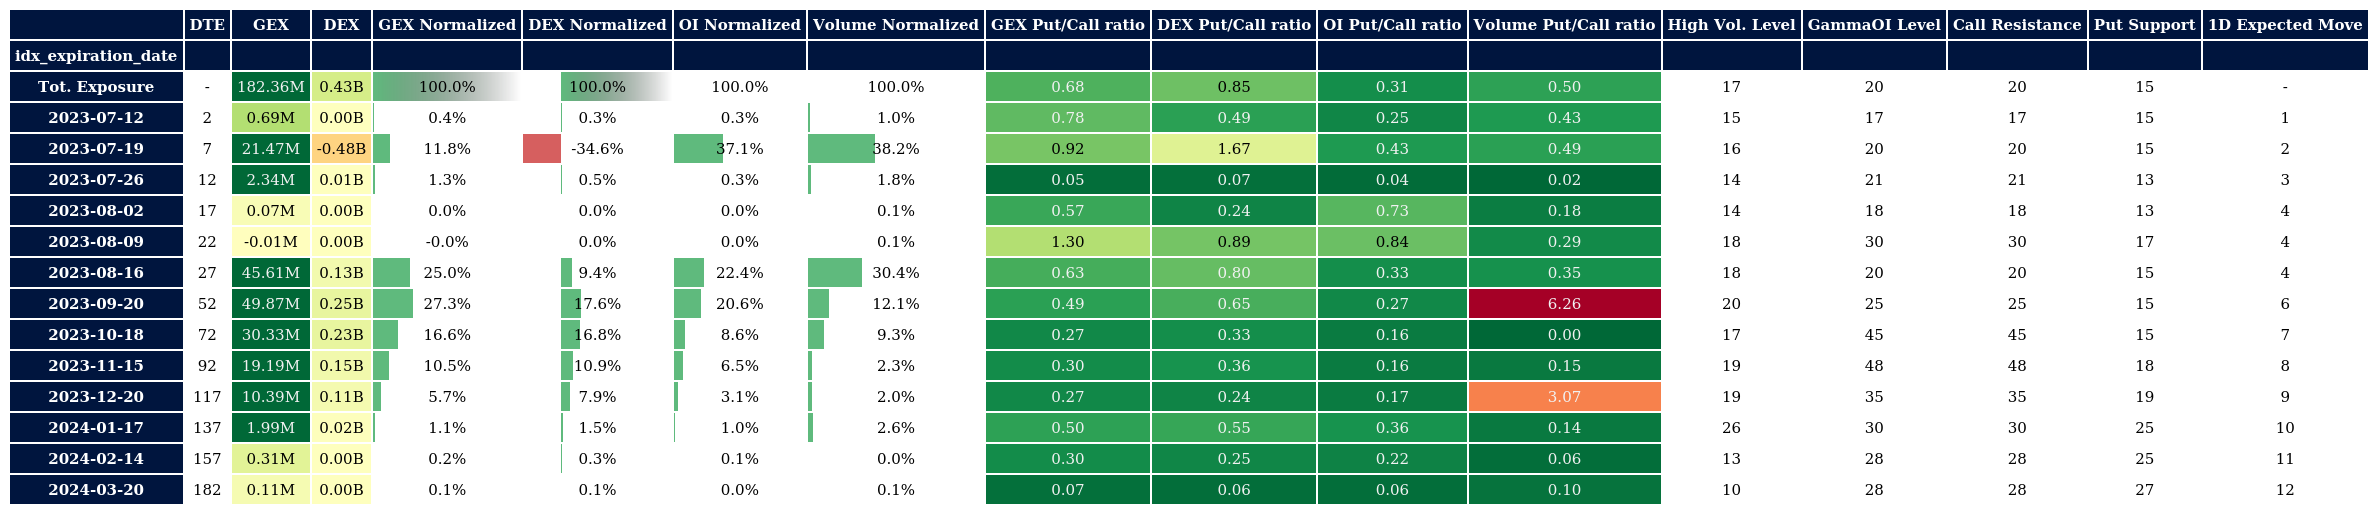 DTE GEX DEX GEX Normalized DEX Normalized OI Normalized Volume Normalized GEX Put/Call ratio DEX Put/Call ratio OI Put/Call ratio Volume Put/Call ratio High Vol. Level GammaOI Level Call Resistance Put Support 1D Expected Move
idx_expiration_date
Tot. Exposure - 182.36M 0.43B 100.0% 100.0% 100.0% 100.0% 0.68 0.85 0.31 0.50 17 20 20 15 -
2023-07-12 2 0.69M 0.00B 0.4% 0.3% 0.3% 1.0% 0.78 0.49 0.25 0.43 15 17 17 15 1
2023-07-19 7 21.47M -0.48B 11.8% -34.6% 37.1% 38.2% 0.92 1.67 0.43 0.49 16 20 20 15 2
2023-07-26 12 2.34M 0.01B 1.3% 0.5% 0.3% 1.8% 0.05 0.07 0.04 0.02 14 21 21 13 3
2023-08-02 17 0.07M 0.00B 0.0% 0.0% 0.0% 0.1% 0.57 0.24 0.73 0.18 14 18 18 13 4
2023-08-09 22 -0.01M 0.00B -0.0% 0.0% 0.0% 0.1% 1.30 0.89 0.84 0.29 18 30 30 17 4
2023-08-16 27 45.61M 0.13B 25.0% 9.4% 22.4% 30.4% 0.63 0.80 0.33 0.35 18 20 20 15 4
2023-09-20 52 49.87M 0.25B 27.3% 17.6% 20.6% 12.1% 0.49 0.65 0.27 6.26 20 25 25 15 6
2023-10-18 72 30.33M 0.23B 16.6% 16.8% 8.6% 9.3% 0.27 0.33 0.16 0.00 17 45 45 15 7
2023-11-15 92 19.19M 0.15B 10.5% 10.9% 6.5% 2.3% 0.30 0.36 0.16 0.15 19 48 48 18 8
2023-12-20 117 10.39M 0.11B 5.7% 7.9% 3.1% 2.0% 0.27 0.24 0.17 3.07 19 35 35 19 9
2024-01-17 137 1.99M 0.02B 1.1% 1.5% 1.0% 2.6% 0.50 0.55 0.36 0.14 26 30 30 25 10
2024-02-14 157 0.31M 0.00B 0.2% 0.3% 0.1% 0.0% 0.30 0.25 0.22 0.06 13 28 28 25 11
2024-03-20 182 0.11M 0.00B 0.1% 0.1% 0.0% 0.1% 0.07 0.06 0.06 0.10 10 28 28 27 12